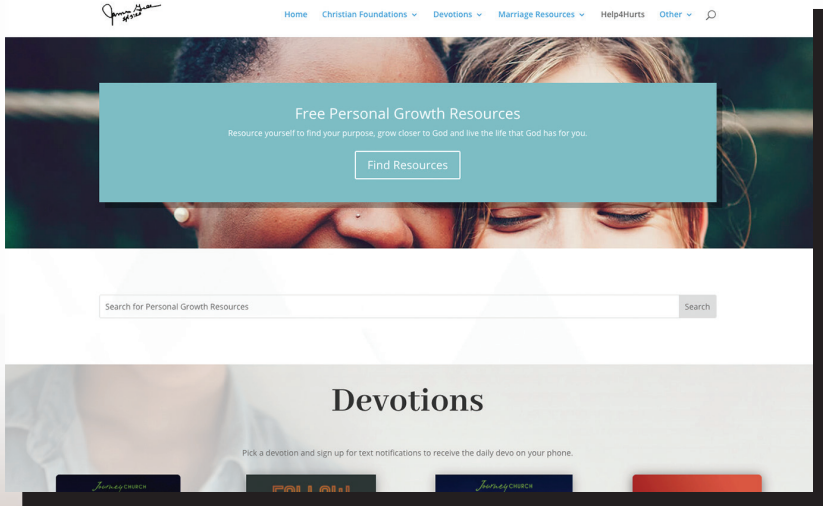 Home Christian Foundations Devotions Marriage Resources Help4Hurts Other
Free Personal Growth Resources
Resource yourself to find your purpose, grow closer to God and live the life that God has for you.
Find Resources
Search for Personal Growth Resources Search
Devotions
Pick a devotion and sign up for text notifications to receive the daily devo on your phone.
Journey CHURCH
FOLLOW
Journey CHURCH